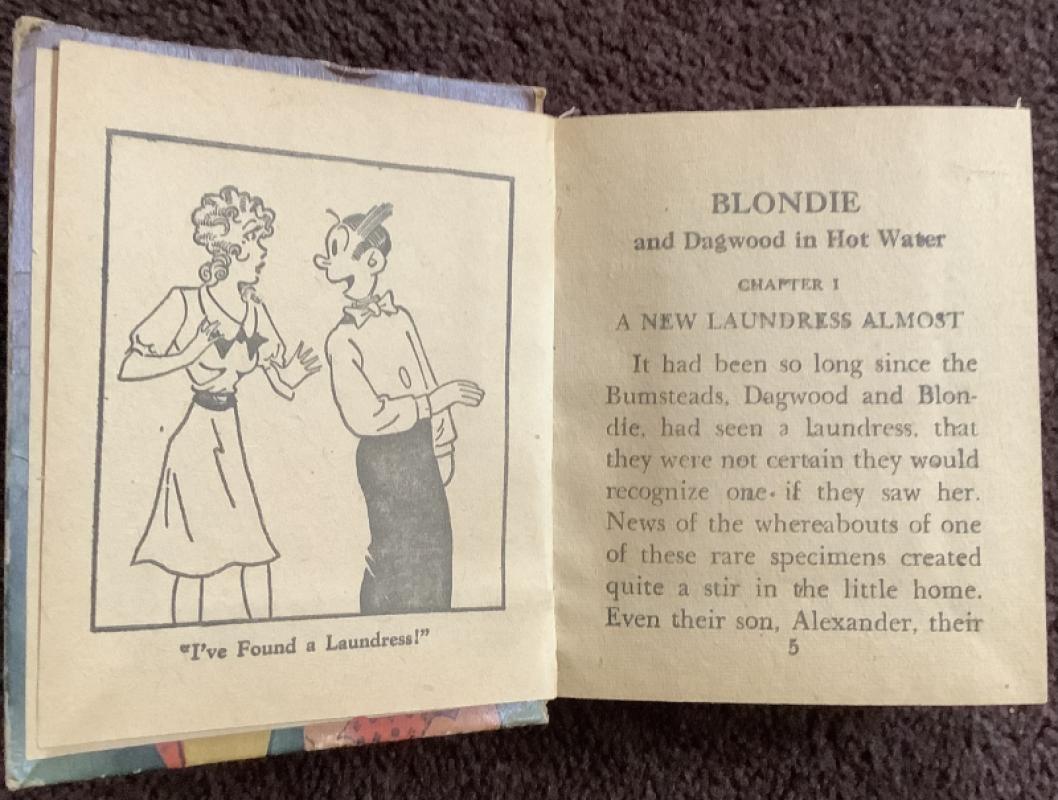 "I've Found a Laundress!"
BLONDIE
and Dagwood in Hot Water
CHAPTER I
A NEW LAUNDRESS ALMOST
It had been so long since the
Bumsteads, Dagwood and Blon-
die, had seen a laundress, that
they were not certain they would
recognize one if they saw her.
News of the whereabouts of one
of these rare specimens created
quite a stir in the little home.
Even their son, Alexander, their
5